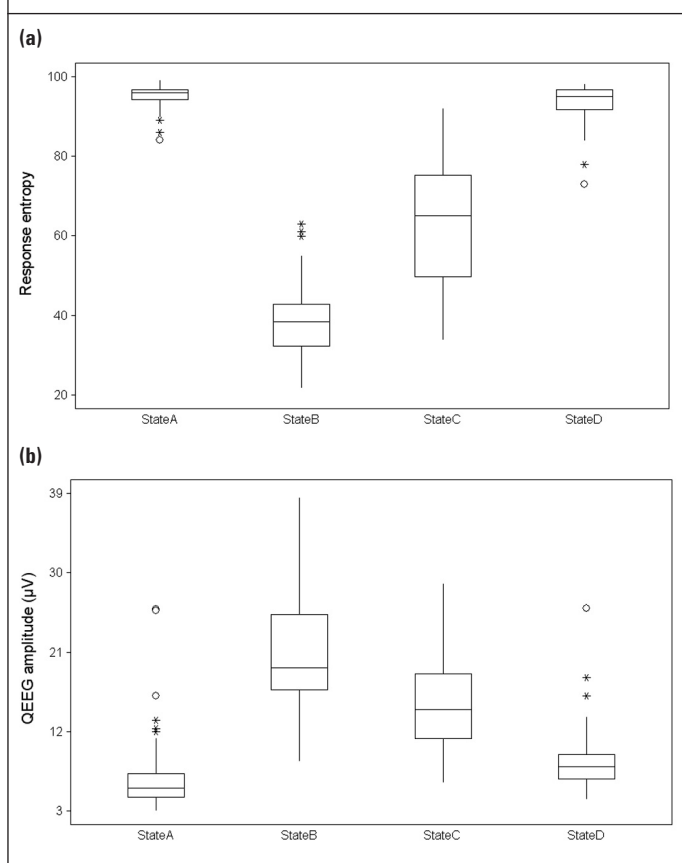 (a)
Response entropy
100
80
60
40
20
StateA StateB StateC StateD
(b)
QEEG amplitude (µV)
39
30
21
12
3
StateA StateB StateC StateD